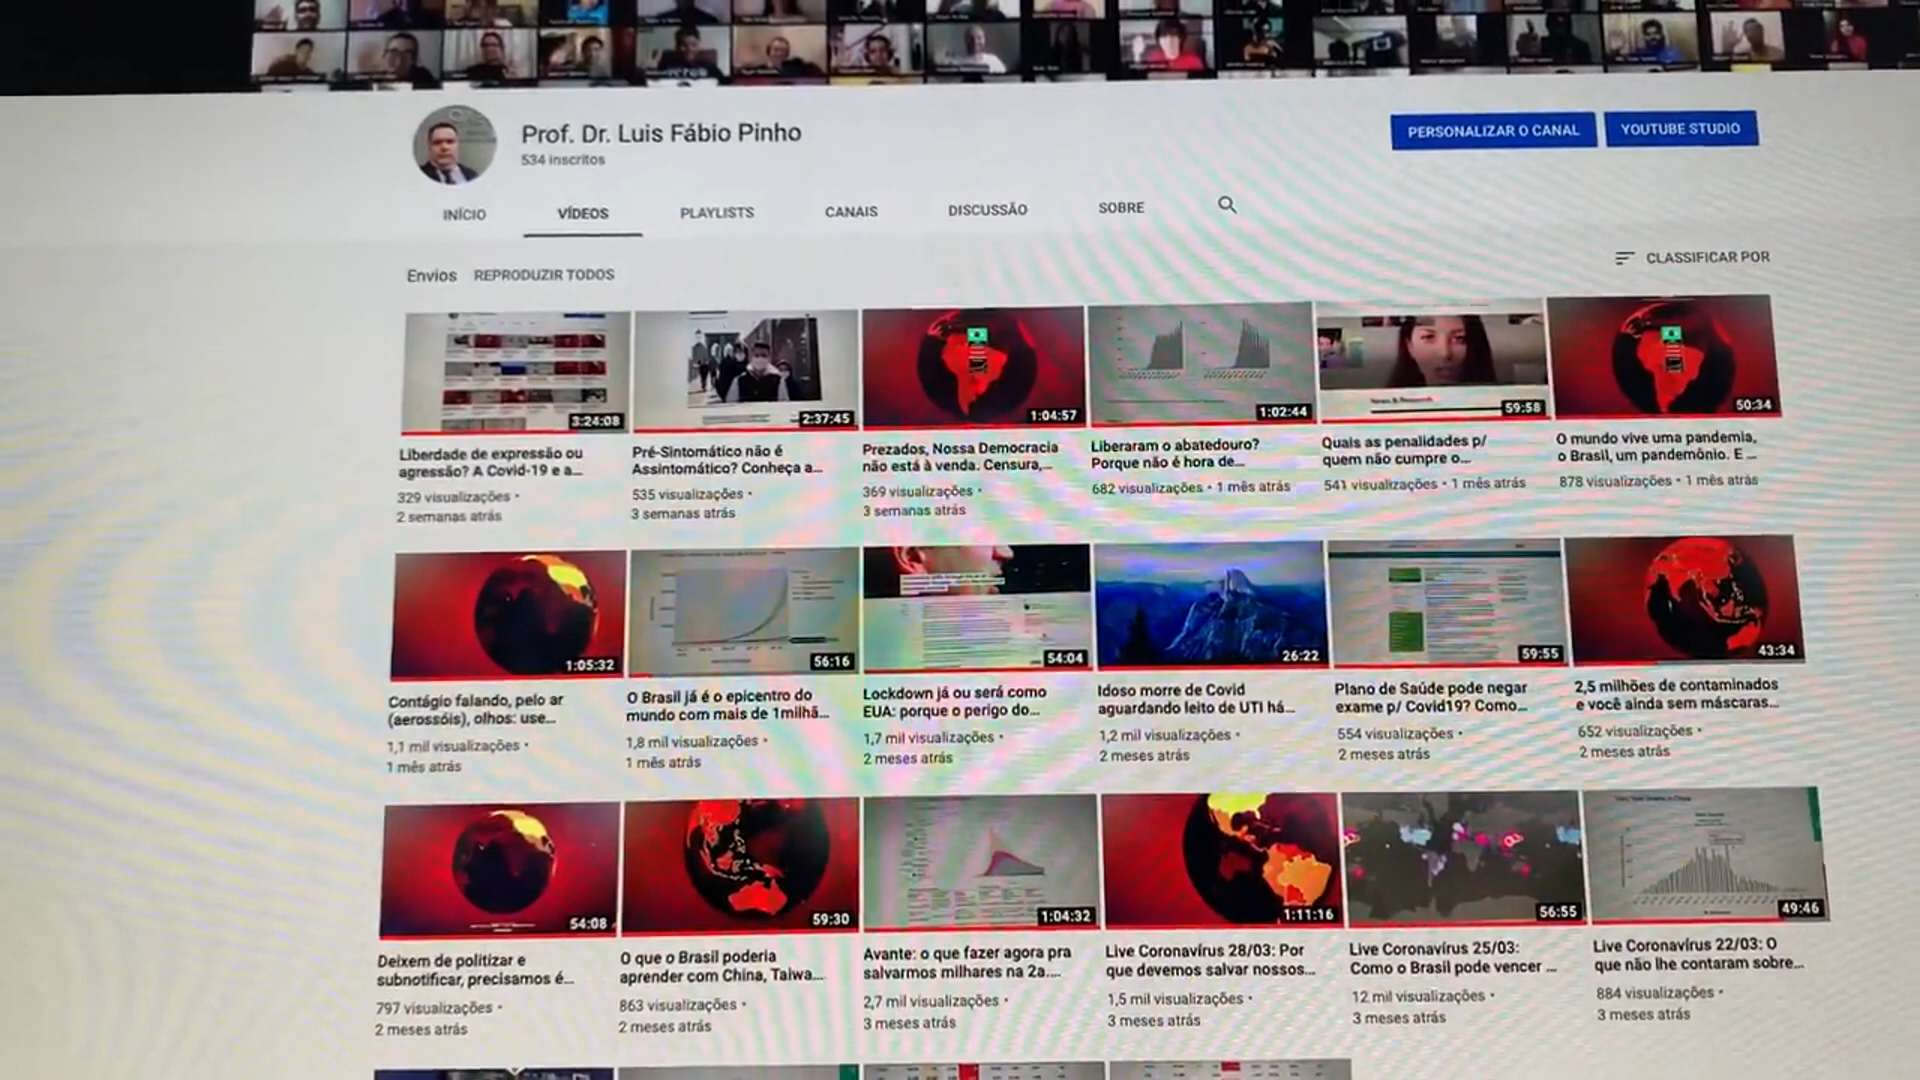 Prof. Dr. Luis Fábio Pinho
534 inscritos
PERSONALIZAR O CANAL
YOUTUBE STUDIO
INÍCIO
VÍDEOS
PLAYLISTS
CANAIS
DISCUSSÃO
SOBRE
Envios
REPRODUZIR TODOS
CLASSIFICAR POR
3:24:08
2:37:45
1:04:57
1:02:44
59:58
50:34
Liberdade de expressão ou
agressão? A Covid-19 e a...
329 visualizações •
2 semanas atrás
Pré-Sintomático não é
Assintomático? Conheça a...
535 visualizações •
3 semanas atrás
Prezados, Nossa Democracia
não está à venda. Censura,...
369 visualizações •
3 semanas atrás
Liberaram o abatedouro?
Porque não é hora de...
682 visualizações • 1 mês atrás
Quais as penalidades p/
quem não cumpre o...
541 visualizações • 1 mês atrás
O mundo vive uma pandemia,
o Brasil, um pandemônio. E ...
878 visualizações • 1 mês atrás
1:05:32
56:16
54:04
26:22
59:55
43:34
Contágio falando, pelo ar
(aerossóis), olhos: use...
1,1 mil visualizações •
1 mês atrás
O Brasil já é o epicentro do
mundo com mais de 1milhã...
1,8 mil visualizações •
1 mês atrás
Lockdown já ou será como
EUA: porque o perigo do...
1,7 mil visualizações •
2 meses atrás
Idoso morre de Covid
aguardando leito de UTI há...
1,2 mil visualizações •
2 meses atrás
Plano de Saúde pode negar
exame p/ Covid19? Como...
554 visualizações •
2 meses atrás
2,5 milhões de contaminados
e você ainda sem máscaras...
652 visualizações •
2 meses atrás
54:08
59:30
1:04:32
1:11:16
56:55
49:46
Deixem de politizar e
subnotificar, precisamos é...
797 visualizações •
2 meses atrás
O que o Brasil poderia
aprender com China, Taiwa...
863 visualizações •
2 meses atrás
Avante: o que fazer agora pra
salvarmos milhares na 2a....
2,7 mil visualizações •
3 meses atrás
Live Coronavírus 28/03: Por
que devemos salvar nossos...
1,5 mil visualizações •
3 meses atrás
Live Coronavírus 25/03:
Como o Brasil pode vencer ...
12 mil visualizações •
3 meses atrás
Live Coronavírus 22/03: O
que não lhe contaram sobre...
884 visualizações •
3 meses atrás